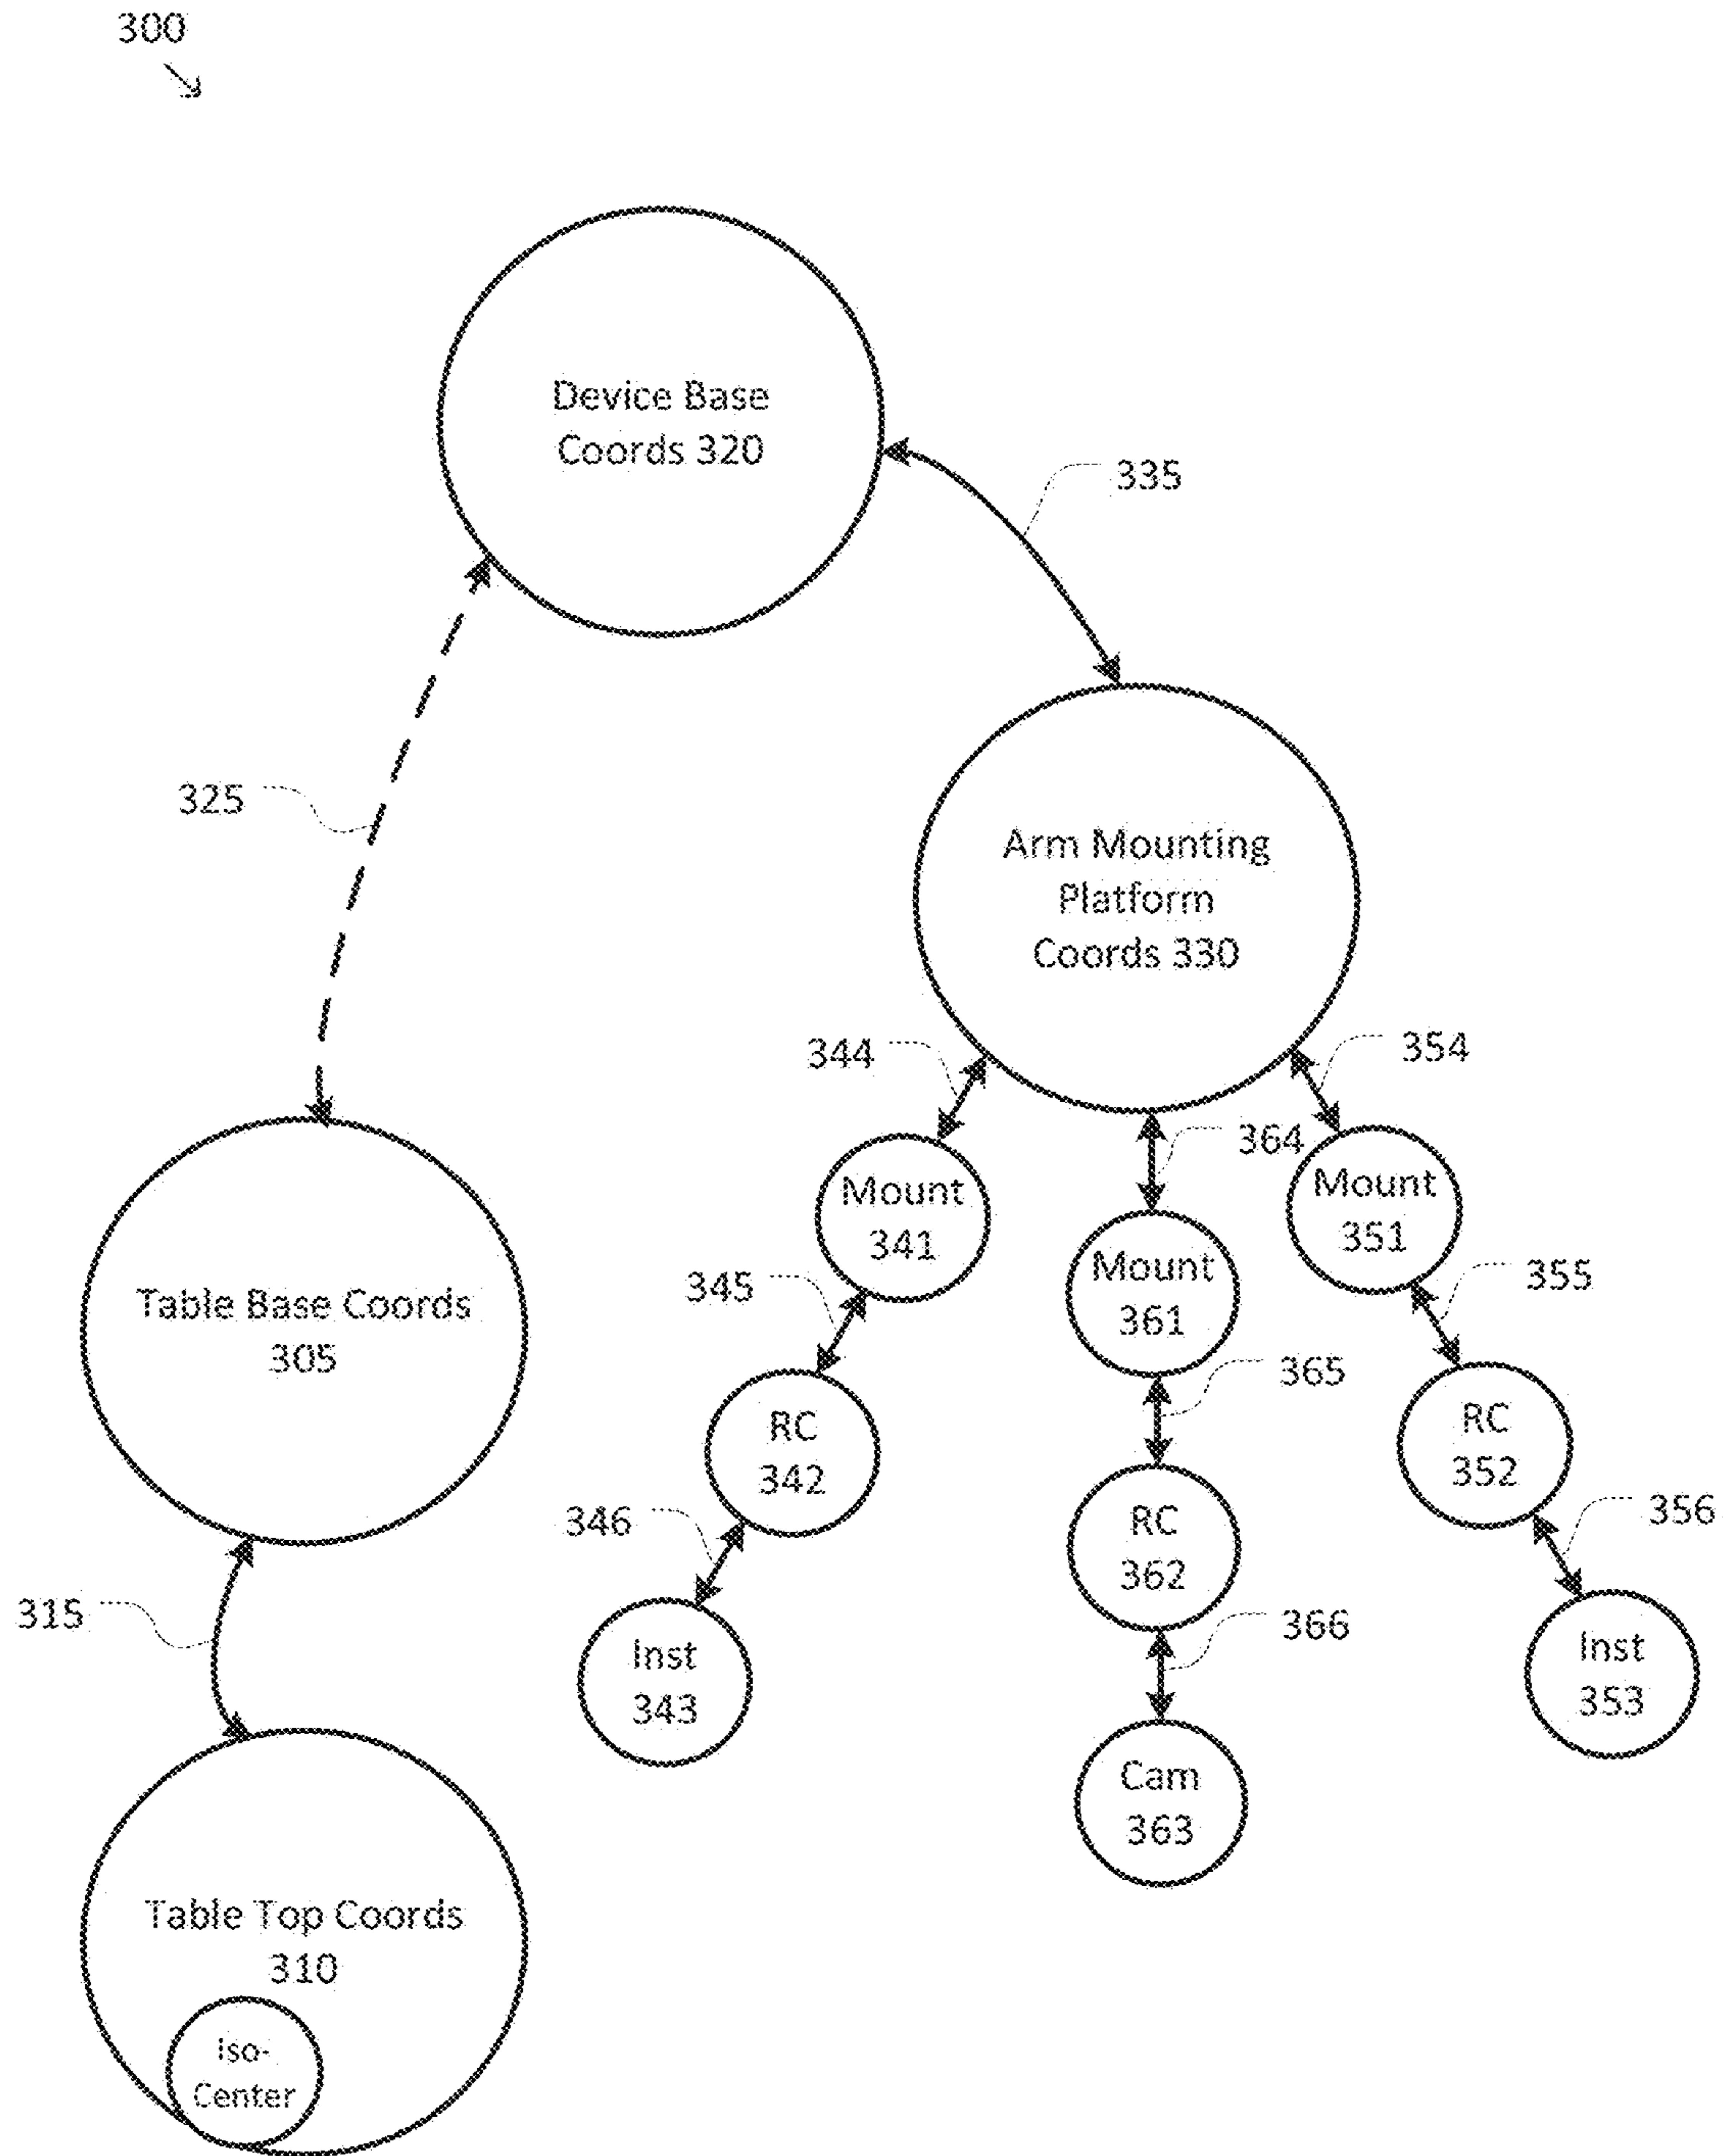 300
Device Base
Coords 320
335
325
Arm Mounting
Platform
Coords 330
344
354
364
Mount
341
Mount
351
Mount
361
345
355
Table Base Coords
305
365
RC
342
RC
352
RC
362
346
356
315
366
Inst
343
Inst
353
Cam
363
Table Top Coords
310
Iso-
Center